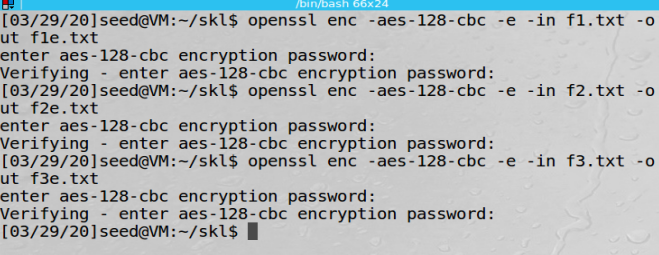 /bin/bash 66x24
[03/29/20]seed@VM:~/skl$ openssl enc -aes-128-cbc -e -in f1.txt -o
ut f1e.txt
enter aes-128-cbc encryption password:
Verifying - enter aes-128-cbc encryption password:
[03/29/20]seed@VM:~/skl$ openssl enc -aes-128-cbc -e -in f2.txt -o
ut f2e.txt
enter aes-128-cbc encryption password:
Verifying - enter aes-128-cbc encryption password:
[03/29/20]seed@VM:~/skl$ openssl enc -aes-128-cbc -e -in f3.txt -o
ut f3e.txt
enter aes-128-cbc encryption password:
Verifying - enter aes-128-cbc encryption password:
[03/29/20]seed@VM:~/skl$